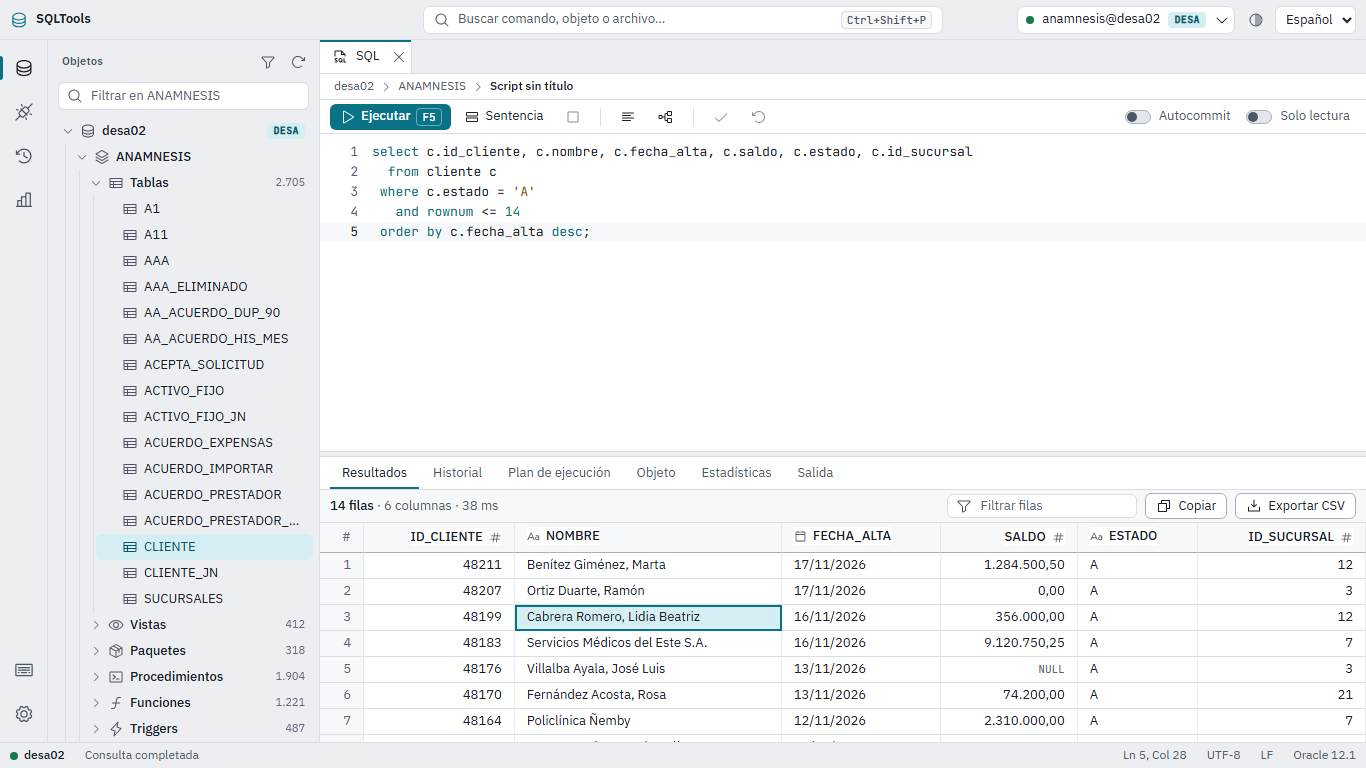 SQLTools
Buscar comando, objeto o archivo... Ctrl+Shift+P
anamnesis@desa02 DESA
Español
Objetos
Filtrar en ANAMNESIS
desa02 DESA
ANAMNESIS
Tablas 2.705
A1
A11
AAA
AAA_ELIMINADO
AA_ACUERDO_DUP_90
AA_ACUERDO_HIS_MES
ACEPTA_SOLICITUD
ACTIVO_FIJO
ACTIVO_FIJO_JN
ACUERDO_EXPENSAS
ACUERDO_IMPORTAR
ACUERDO_PRESTADOR
ACUERDO_PRESTADOR_...
CLIENTE
CLIENTE_JN
SUCURSALES
Vistas 412
Paquetes 318
Procedimientos 1.904
Funciones 1.221
Triggers 487
SQL
desa02 > ANAMNESIS > Script sin título
Ejecutar F5 Sentencia Autocommit Solo lectura
1 select c.id_cliente, c.nombre, c.fecha_alta, c.saldo, c.estado, c.id_sucursal
2 from cliente c
3 where c.estado = 'A'
4 and rownum <= 14
5 order by c.fecha_alta desc;
Resultados Historial Plan de ejecución Objeto Estadísticas Salida
14 filas · 6 columnas · 38 ms Filtrar filas Copiar Exportar CSV
# ID_CLIENTE # Aa NOMBRE FECHA_ALTA SALDO # Aa ESTADO ID_SUCURSAL #
1 48211 Benítez Giménez, Marta 17/11/2026 1.284.500,50 A 12
2 48207 Ortiz Duarte, Ramón 17/11/2026 0,00 A 3
3 48199 Cabrera Romero, Lidia Beatriz 16/11/2026 356.000,00 A 12
4 48183 Servicios Médicos del Este S.A. 16/11/2026 9.120.750,25 A 7
5 48176 Villalba Ayala, José Luis 13/11/2026 NULL A 3
6 48170 Fernández Acosta, Rosa 13/11/2026 74.200,00 A 21
7 48164 Policlínica Ñemby 12/11/2026 2.310.000,00 A 7
desa02 Consulta completada Ln 5, Col 28 UTF-8 LF Oracle 12.1